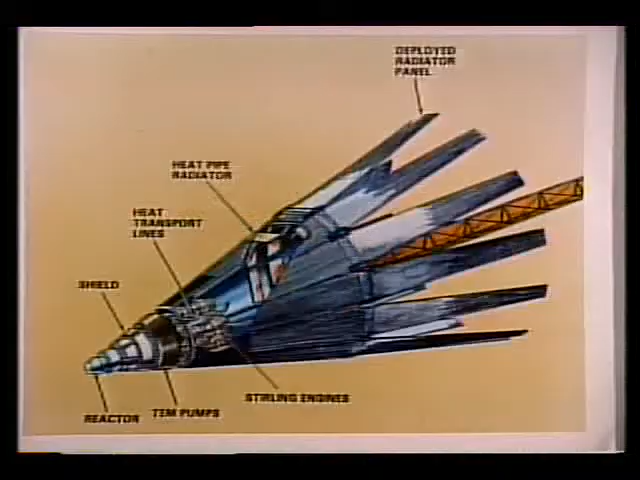 DEPLOYED
RADIATOR
PANEL
HEAT PIPE
RADIATOR
HEAT
TRANSPORT
LINES
SHIELD
REACTOR
TEM PUMPS
STIRLING ENGINES